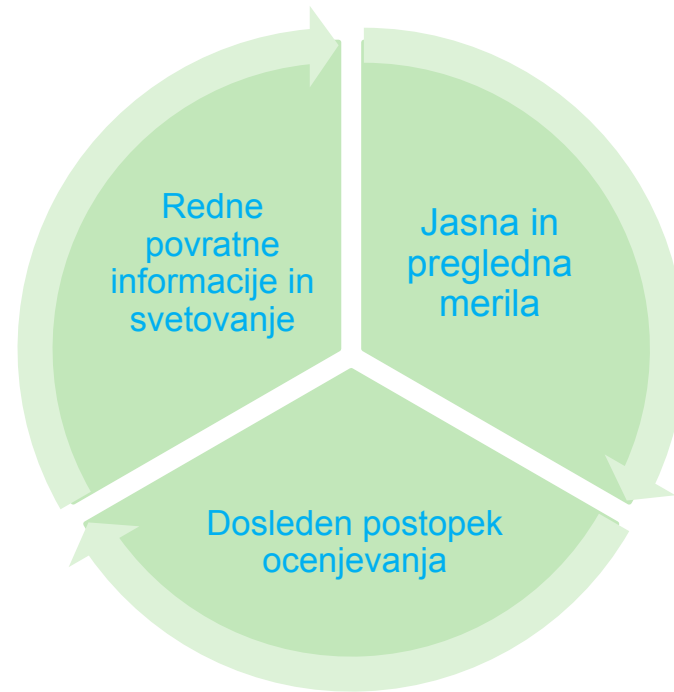 Redne
povratne
informacije in
svetovanje
Jasna in
pregledna
merila
Dosleden postopek
ocenjevanja